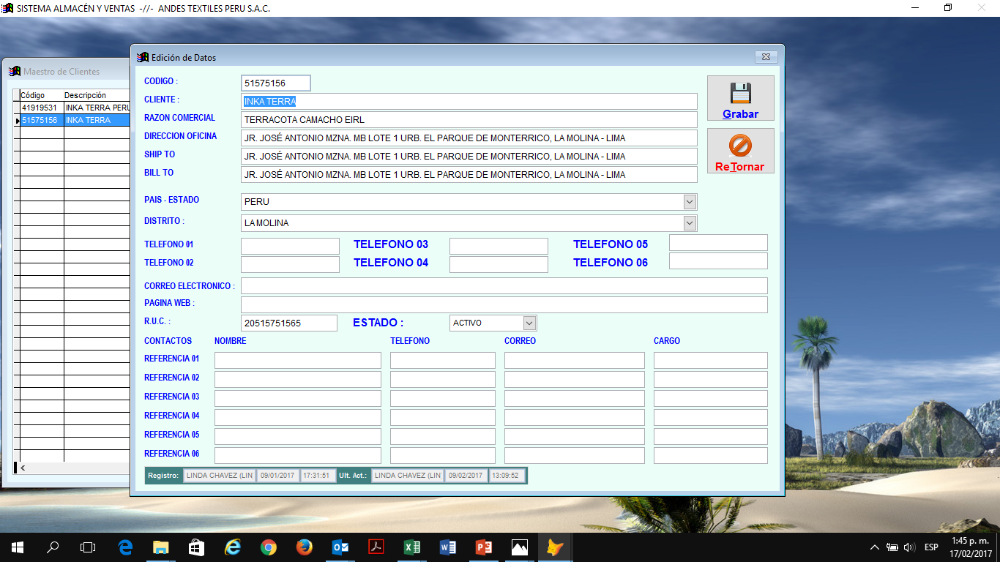 SISTEMA ALMACÉN Y VENTAS -//- ANDES TEXTILES PERU S.A.C.
Maestro de Clientes
Código Descripción
41919531 INKA TERRA PERU
51575156 INKA TERRA
Edición de Datos
CODIGO : 51575156
CLIENTE : INKA TERRA
RAZON COMERCIAL TERRACOTA CAMACHO EIRL
DIRECCION OFICINA JR. JOSÉ ANTONIO MZNA. MB LOTE 1 URB. EL PARQUE DE MONTERRICO, LA MOLINA - LIMA
SHIP TO JR. JOSÉ ANTONIO MZNA. MB LOTE 1 URB. EL PARQUE DE MONTERRICO, LA MOLINA - LIMA
BILL TO JR. JOSÉ ANTONIO MZNA. MB LOTE 1 URB. EL PARQUE DE MONTERRICO, LA MOLINA - LIMA
Grabar
ReTornar
PAIS - ESTADO PERU
DISTRITO : LA MOLINA
TELEFONO 01 TELEFONO 03 TELEFONO 05
TELEFONO 02 TELEFONO 04 TELEFONO 06
CORREO ELECTRONICO :
PAGINA WEB :
R.U.C. : 20515751565 ESTADO : ACTIVO
CONTACTOS NOMBRE TELEFONO CORREO CARGO
REFERENCIA 01
REFERENCIA 02
REFERENCIA 03
REFERENCIA 04
REFERENCIA 05
REFERENCIA 06
Registro: LINDA CHAVEZ (LIN 09/01/2017 17:31:51 Ult. Act.: LINDA CHAVEZ (LIN 09/02/2017 13:09:52
ESP
1:45 p. m.
17/02/2017